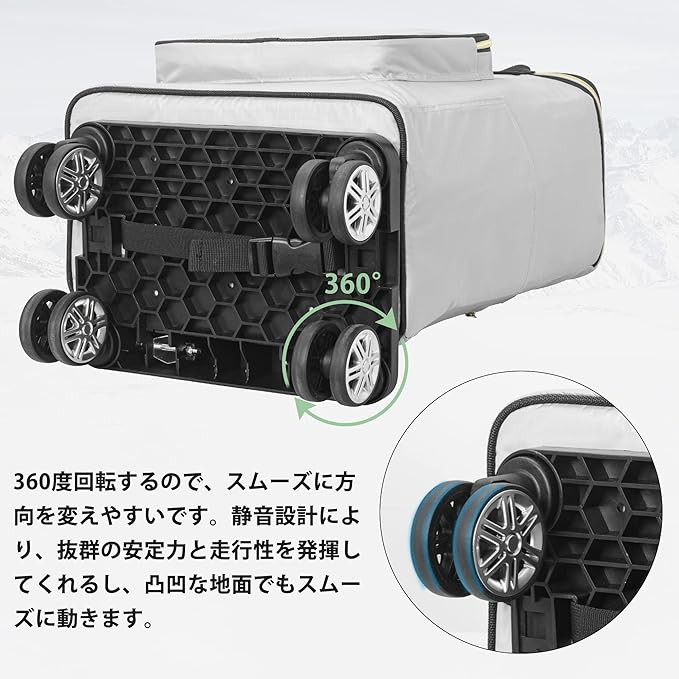 360°
360度回転するので、スムーズに方
向を変えやすいです。静音設計によ
り、抜群の安定力と走行性を発揮し
てくれるし、凸凹な地面でもスムー
ズに動きます。